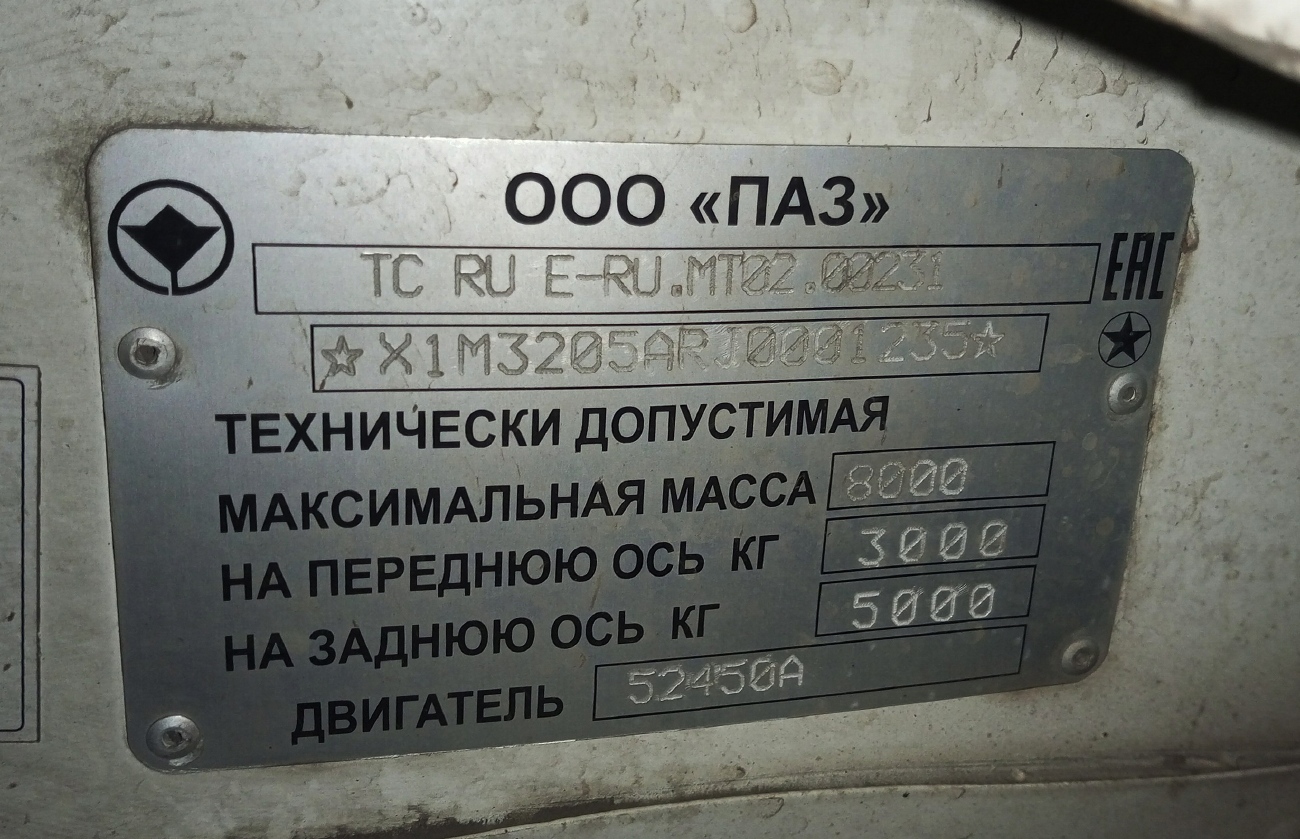 ООО «ПАЗ»
ТС RU Е-RU.МТ02.00231
EAC
☆X1M3205ARJ0001235☆
ТЕХНИЧЕСКИ ДОПУСТИМАЯ
МАКСИМАЛЬНАЯ МАССА 8000
НА ПЕРЕДНЮЮ ОСЬ КГ 3000
НА ЗАДНЮЮ ОСЬ КГ 5000
ДВИГАТЕЛЬ 52450А